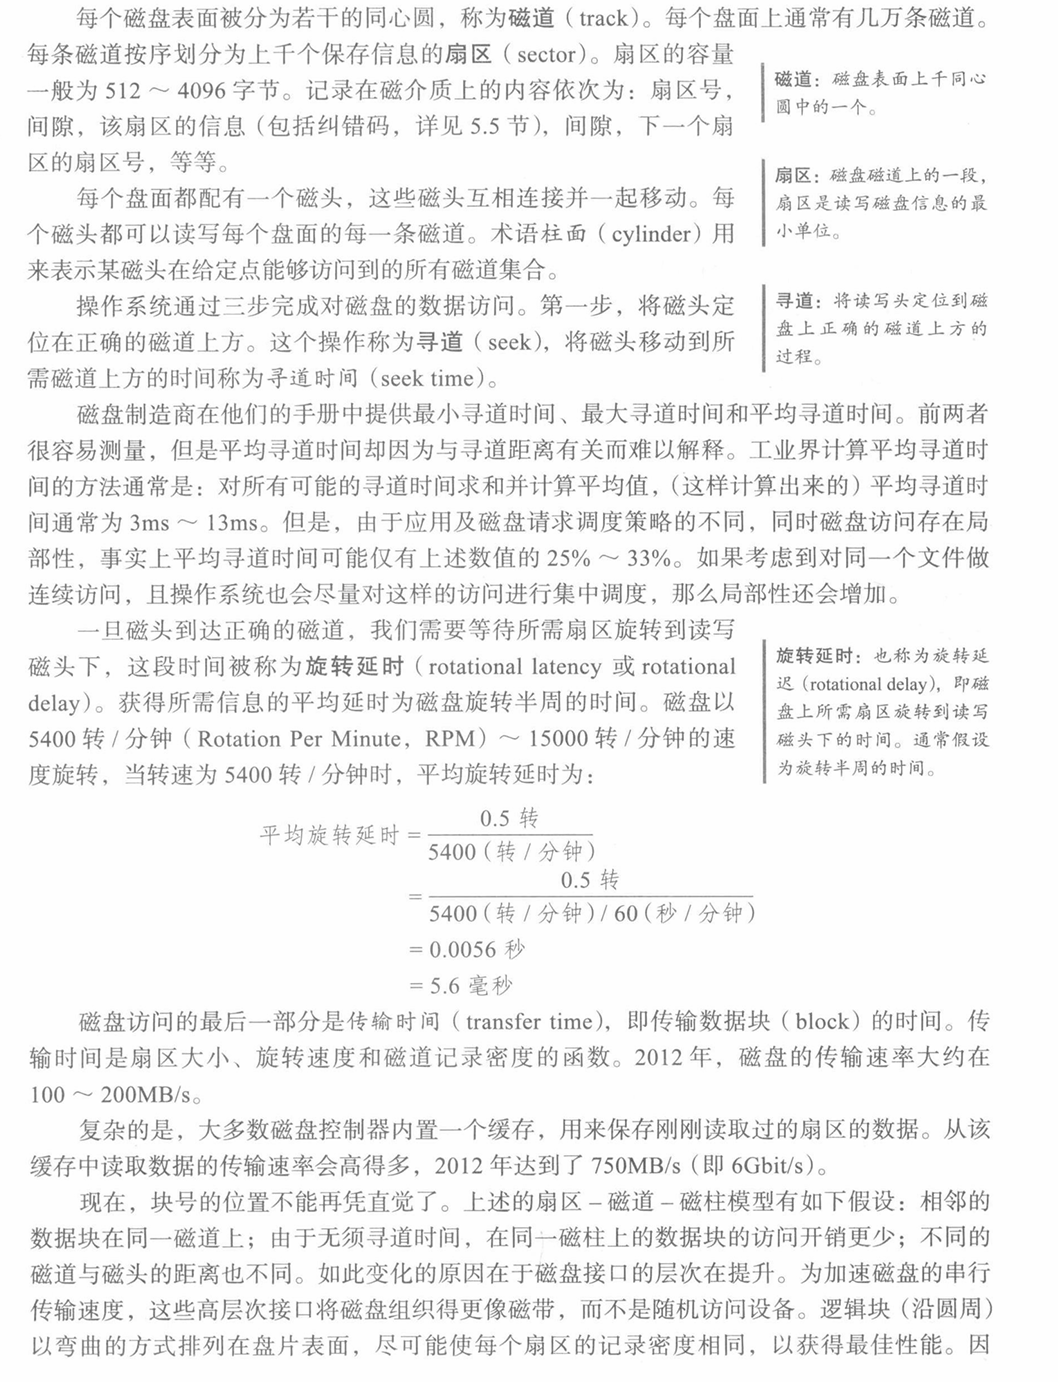 每个磁盘表面被分为若干的同心圆，称为磁道（track）。每个盘面上通常有几万条磁道。
每条磁道按序划分为上千个保存信息的扇区（sector）。扇区的容量
一般为 512 ～ 4096 字节。记录在磁介质上的内容依次为：扇区号，
间隙，该扇区的信息（包括纠错码，详见 5.5 节），间隙，下一个扇
区的扇区号，等等。
磁道：磁盘表面上千同心
圆中的一个。
每个盘面都配有一个磁头，这些磁头互相连接并一起移动。每
个磁头都可以读写每个盘面的每一条磁道。术语柱面（cylinder）用
来表示某磁头在给定点能够访问到的所有磁道集合。
扇区：磁盘磁道上的一段，
扇区是读写磁盘信息的最
小单位。
操作系统通过三步完成对磁盘的数据访问。第一步，将磁头定
位在正确的磁道上方。这个操作称为寻道（seek），将磁头移动到所
需磁道上方的时间称为寻道时间（seek time）。
寻道：将读写头定位到磁
盘上正确的磁道上方的
过程。
磁盘制造商在他们的手册中提供最小寻道时间、最大寻道时间和平均寻道时间。前两者
很容易测量，但是平均寻道时间却因为与寻道距离有关而难以解释。工业界计算平均寻道时
间的方法通常是：对所有可能的寻道时间求和并计算平均值，（这样计算出来的）平均寻道时
间通常为 3ms ～ 13ms。但是，由于应用及磁盘请求调度策略的不同，同时磁盘访问存在局
部性，事实上平均寻道时间可能仅有上述数值的 25% ～ 33%。如果考虑到对同一个文件做
连续访问，且操作系统也会尽量对这样的访问进行集中调度，那么局部性还会增加。
一旦磁头到达正确的磁道，我们需要等待所需扇区旋转到读写
磁头下，这段时间被称为旋转延时（rotational latency 或 rotational
delay）。获得所需信息的平均延时为磁盘旋转半周的时间。磁盘以
5400 转 / 分钟（Rotation Per Minute，RPM）～ 15000 转 / 分钟的速
度旋转，当转速为 5400 转 / 分钟时，平均旋转延时为：
旋转延时：也称为旋转延
迟（rotational delay），即磁
盘上所需扇区旋转到读写
磁头下的时间。通常假设
为旋转半周的时间。
0.5 转
平均旋转延时 =
5400（转 / 分钟）
0.5 转
=
5400（转 / 分钟）/ 60（秒 / 分钟）
= 0.0056 秒
= 5.6 毫秒
磁盘访问的最后一部分是传输时间（transfer time），即传输数据块（block）的时间。传
输时间是扇区大小、旋转速度和磁道记录密度的函数。2012 年，磁盘的传输速率大约在
100 ～ 200MB/s。
复杂的是，大多数磁盘控制器内置一个缓存，用来保存刚刚读取过的扇区的数据。从该
缓存中读取数据的传输速率会高得多，2012 年达到了 750MB/s（即 6Gbit/s）。
现在，块号的位置不能再凭直觉了。上述的扇区 – 磁道 – 磁柱模型有如下假设：相邻的
数据块在同一磁道上；由于无须寻道时间，在同一磁柱上的数据块的访问开销更少；不同的
磁道与磁头的距离也不同。如此变化的原因在于磁盘接口的层次在提升。为加速磁盘的串行
传输速度，这些高层次接口将磁盘组织得更像磁带，而不是随机访问设备。逻辑块（沿圆周）
以弯曲的方式排列在盘片表面，尽可能使每个扇区的记录密度相同，以获得最佳性能。因